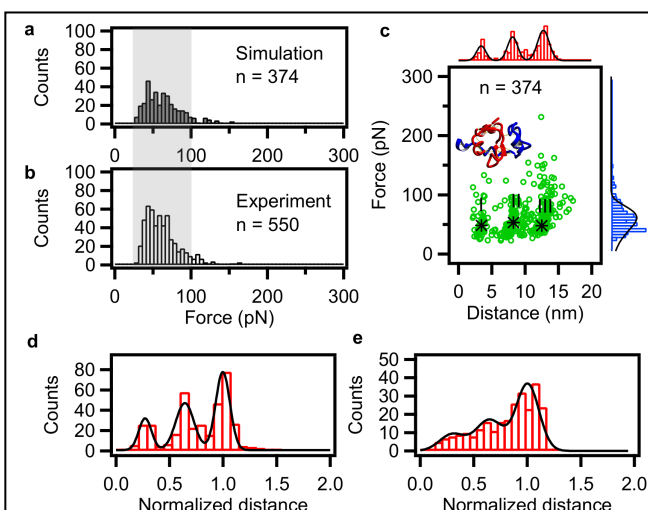 a
Counts
100
80
60
40
20
0
Simulation
n = 374
0
100
200
300
b
Counts
100
80
60
40
20
0
Experiment
n = 550
0
100
200
300
Force (pN)
c
n = 374
Force (pN)
300
200
100
0
I
II
III
0
5
10
15
20
Distance (nm)
d
Counts
80
60
40
20
0
0.0
0.5
1.0
1.5
2.0
Normalized distance
e
Counts
50
40
30
20
10
0
0.0
1.0
2.0
Normalized distance